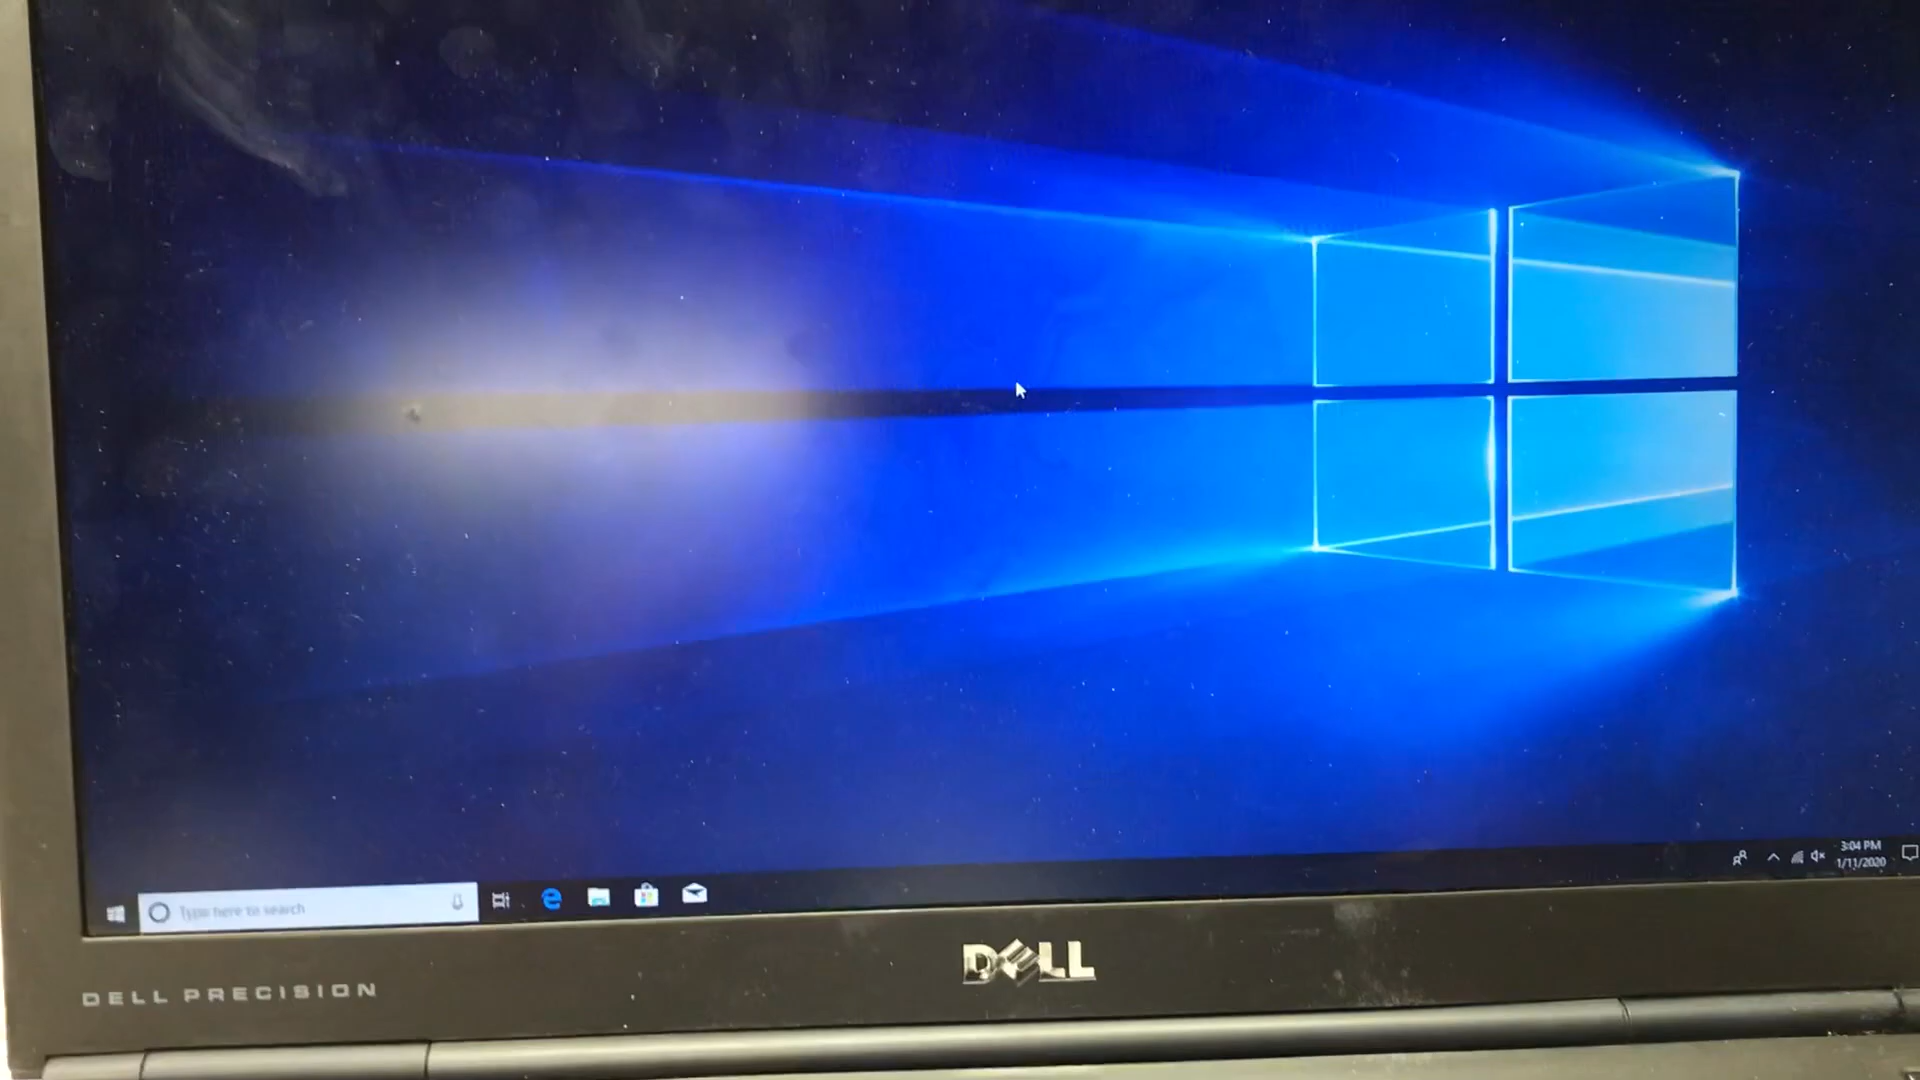 Type here to search
3:04 PM
1/11/2020
DELL
DELL PRECISION